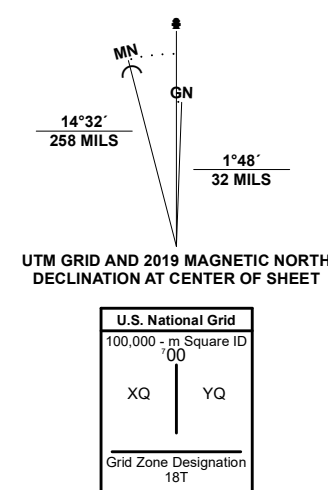 MN
GN
14°32´
258 MILS
1°48´
32 MILS
UTM GRID AND 2019 MAGNETIC NORTH
DECLINATION AT CENTER OF SHEET
U.S. National Grid
100,000 - m Square ID
⁷00
XQ YQ
Grid Zone Designation
18T